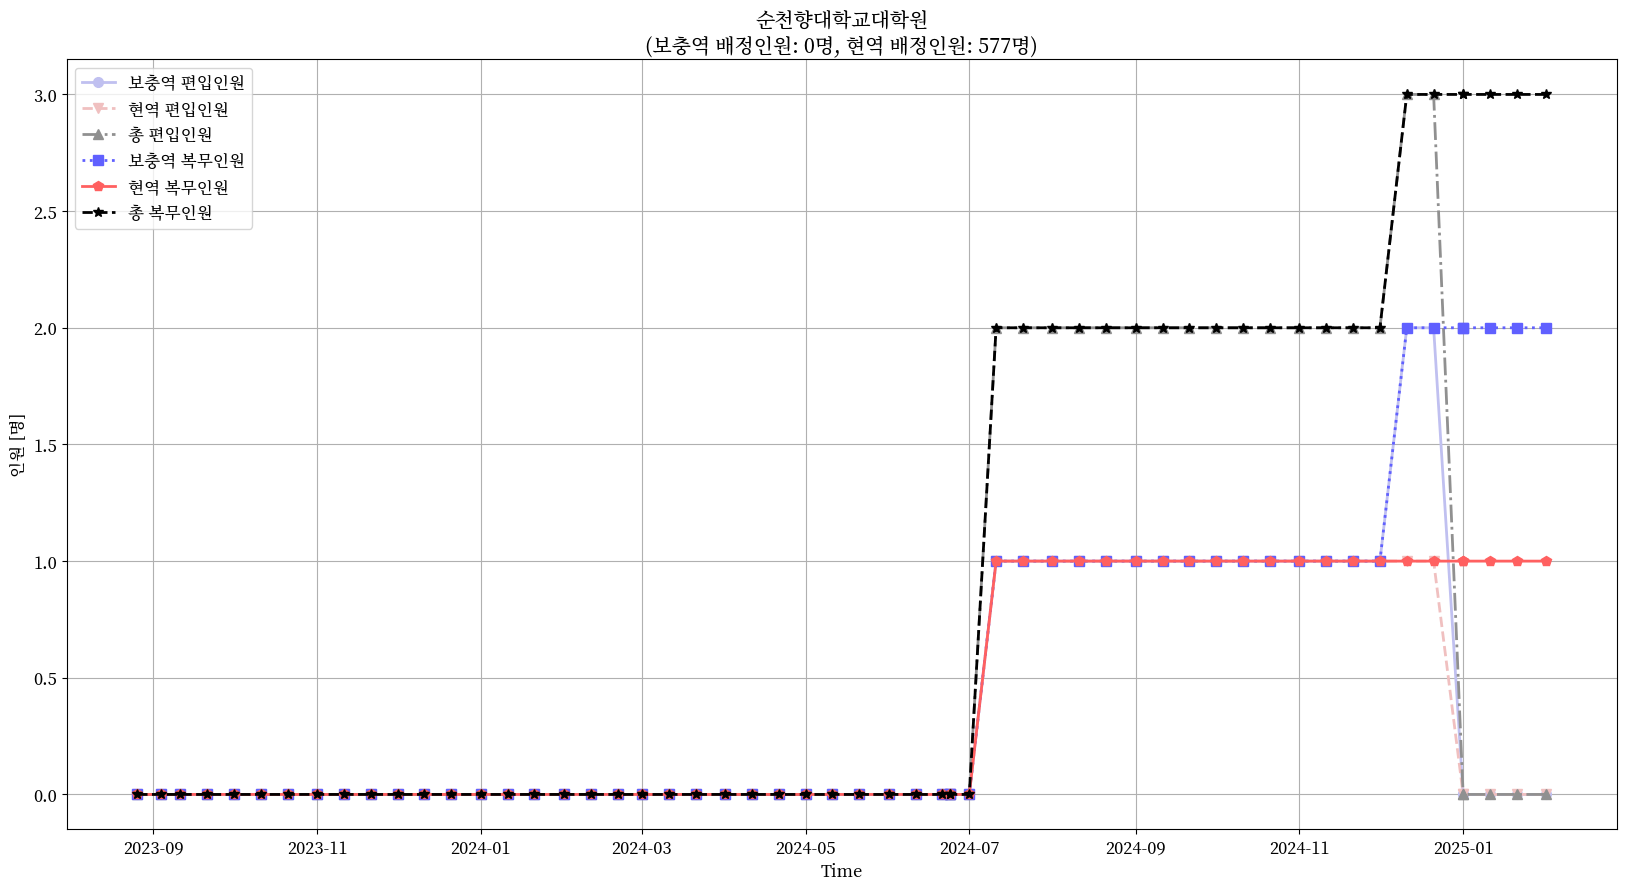 순천향대학교대학원
(보충역 배정인원: 0명, 현역 배정인원: 577명)
보충역 편입인원
현역 편입인원
총 편입인원
보충역 복무인원
현역 복무인원
총 복무인원
3.0
2.5
2.0
1.5
1.0
0.5
0.0
인원 [명]
2023-09 2023-11 2024-01 2024-03 2024-05 2024-07 2024-09 2024-11 2025-01
Time